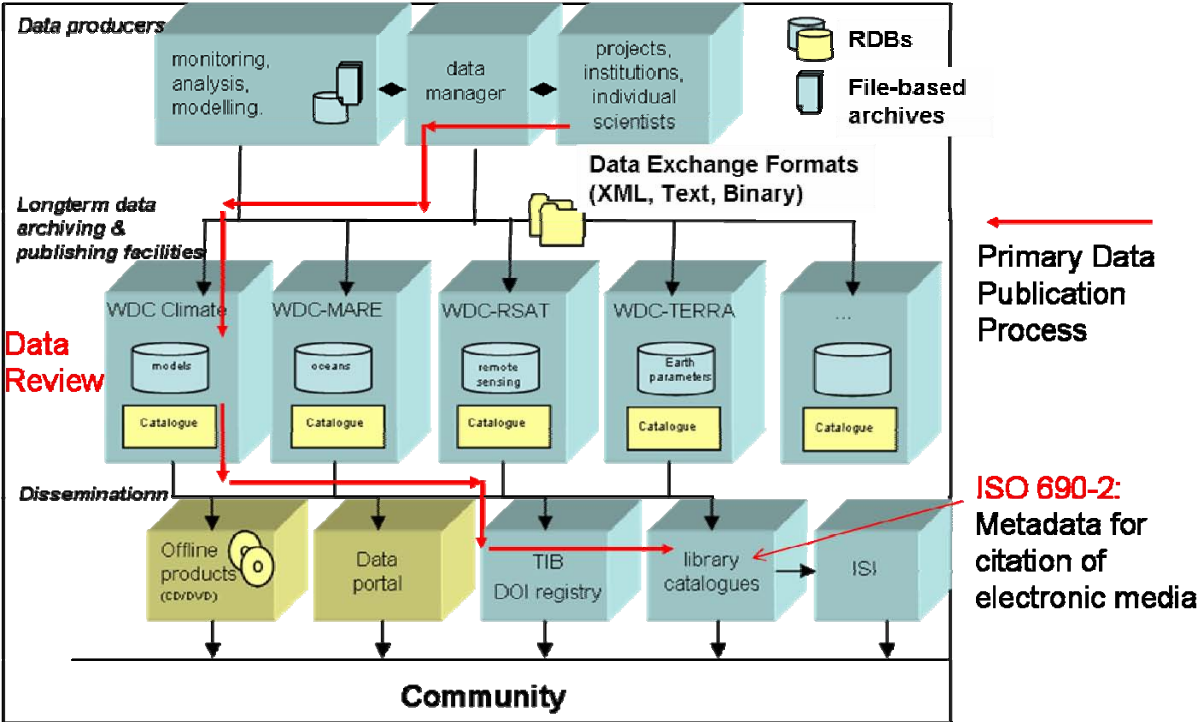 Data producers
monitoring,
analysis,
modelling.
data
manager
projects,
institutions,
individual
scientists
RDBs
File-based
archives
Data Exchange Formats
(XML, Text, Binary)
Longterm data
archiving &
publishing facilities
Primary Data
Publication
Process
WDC Climate
WDC-MARE
WDC-RSAT
WDC-TERRA
...
Data
Review
models
oceans
remote
sensing
Earth
parameters
Catalogue
Catalogue
Catalogue
Catalogue
Catalogue
Disseminationn
ISO 690-2:
Metadata for
citation of
electronic media
Offline
products
(CD/DVD)
Data
portal
TIB
DOI registry
library
catalogues
ISI
Community